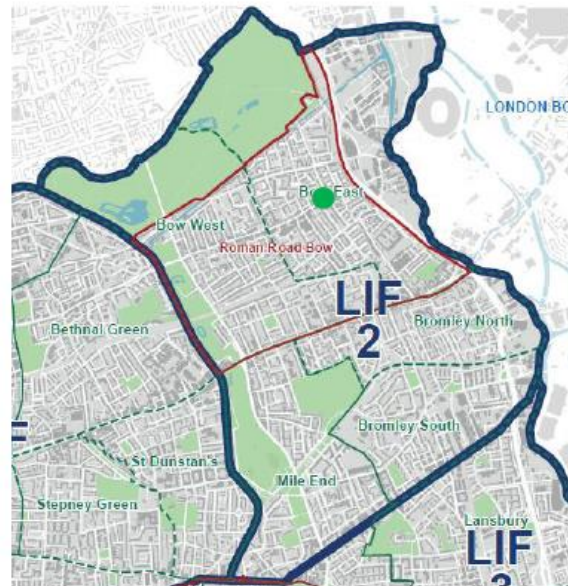 LONDON BO
Bow East
Bow West
Roman Road Bow
LIF
2
Bethnal Green
Bromley North
F
Bromley South
St Dunstan's
Mile End
Stepney Green
Lansbury
LIF